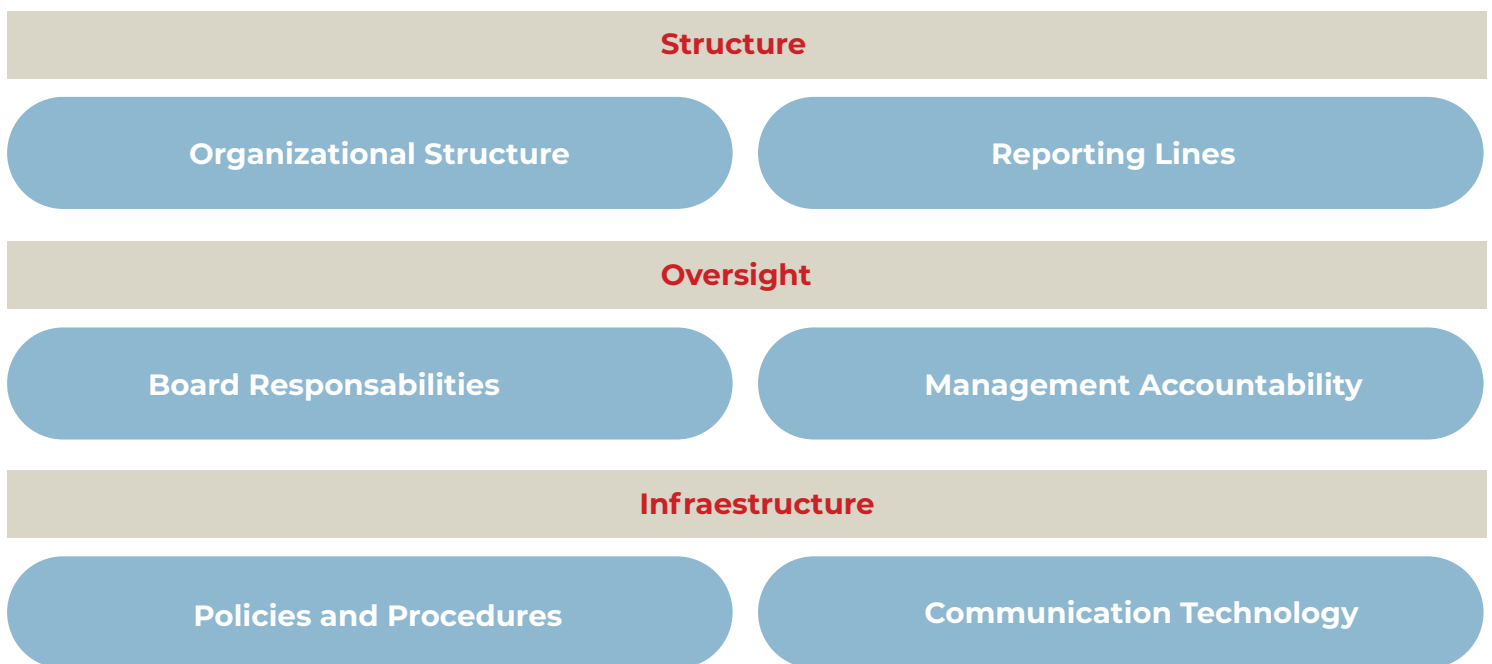 Structure
Organizational Structure
Reporting Lines
Oversight
Board Responsabilities
Management Accountability
Infraestructure
Policies and Procedures
Communication Technology